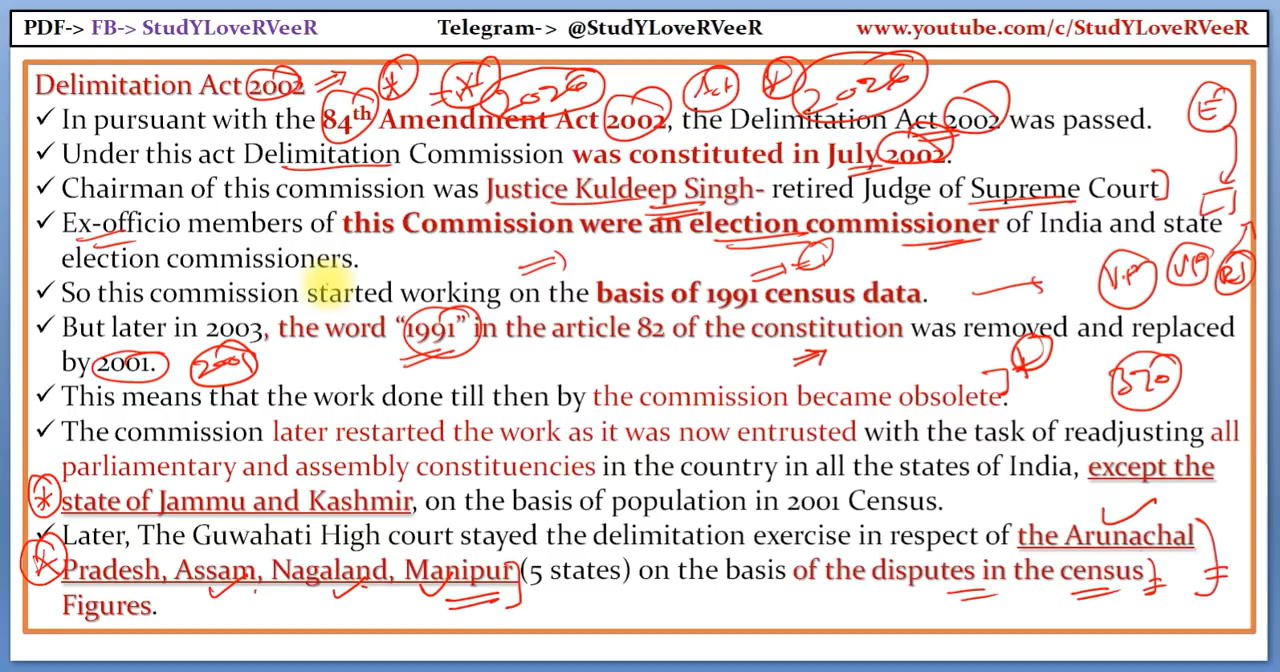 PDF-> FB-> StudYLoveRVeeR Telegram-> @StudYLoveRVeeR www.youtube.com/c/StudYLoveRVeeR
Delimitation Act 2002 2026 Act 2026
✓ In pursuant with the 84th Amendment Act 2002, the Delimitation Act 2002 was passed. E
✓ Under this act Delimitation Commission was constituted in July 2002.
✓ Chairman of this commission was Justice Kuldeep Singh- retired Judge of Supreme Court
✓ Ex-officio members of this Commission were an election commissioner of India and state
election commissioners. V.P
✓ So this commission started working on the basis of 1991 census data.
✓ But later in 2003, the word “1991” in the article 82 of the constitution was removed and replaced
by 2001. 2001 370
✓ This means that the work done till then by the commission became obsolete.
✓ The commission later restarted the work as it was now entrusted with the task of readjusting all
parliamentary and assembly constituencies in the country in all the states of India, except the
state of Jammu and Kashmir, on the basis of population in 2001 Census.
✓ Later, The Guwahati High court stayed the delimitation exercise in respect of the Arunachal
Pradesh, Assam, Nagaland, Manipur (5 states) on the basis of the disputes in the census
Figures.